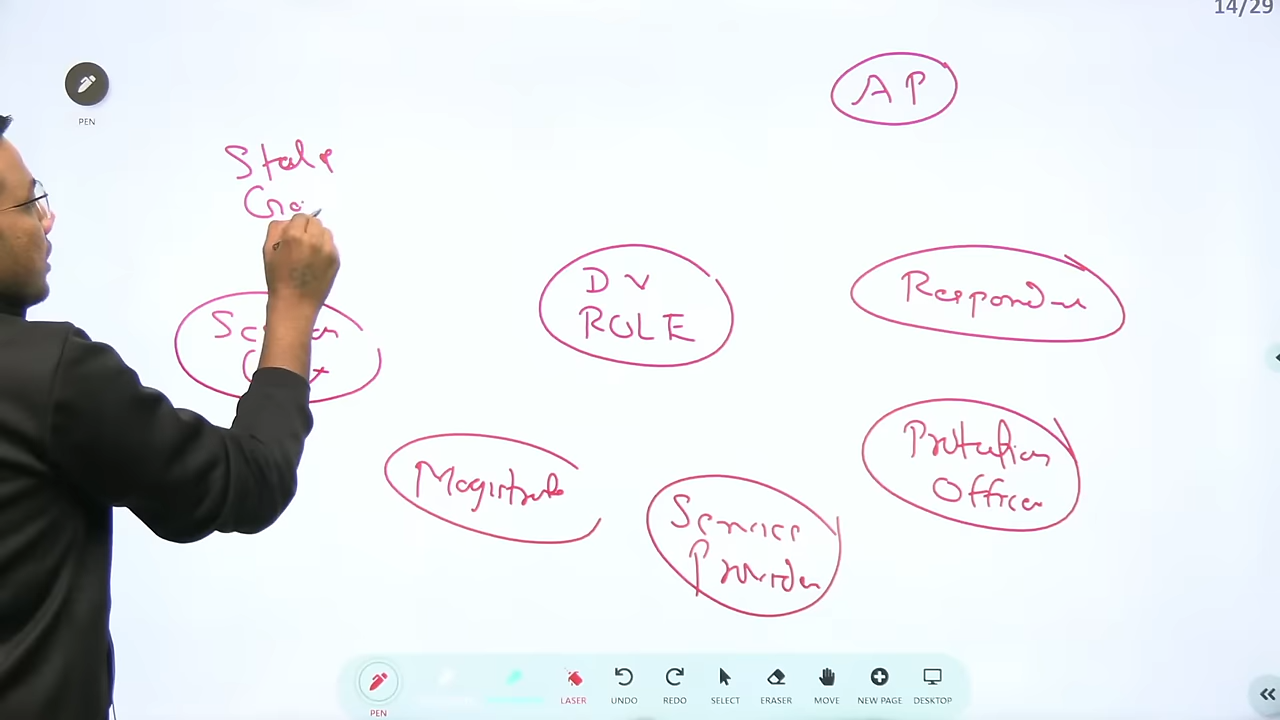 14/29
PEN
AP
State
DV
ROLE
Respondent
Protection
Officer
Magistrate
Service
Provider
PEN
LASER
UNDO
REDO
SELECT
ERASER
MOVE
NEW PAGE
DESKTOP